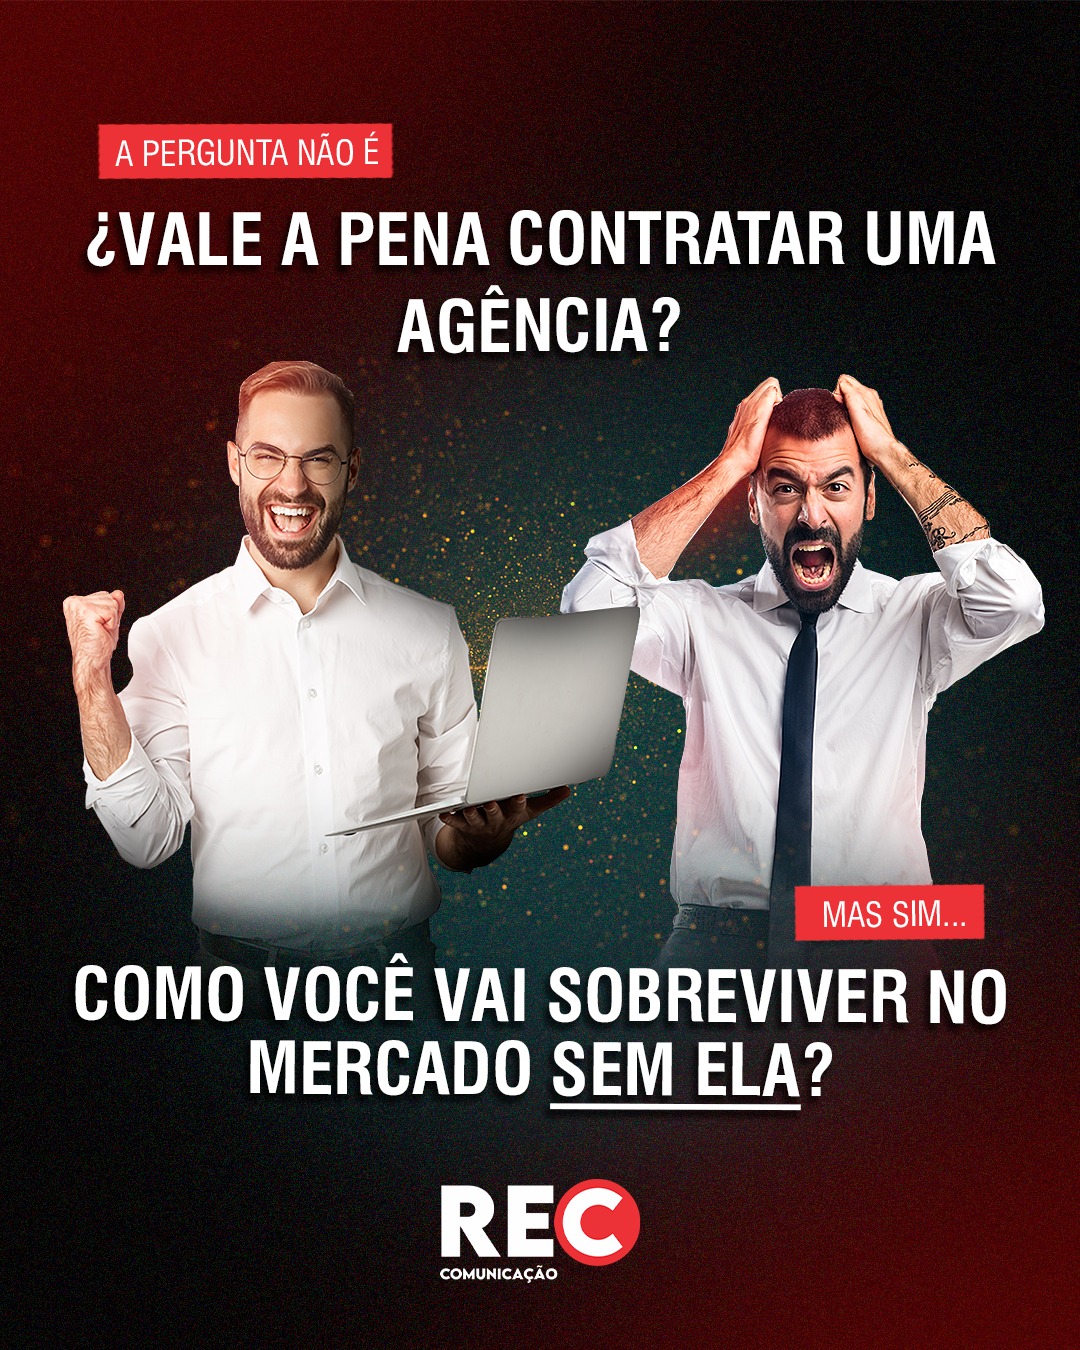 A PERGUNTA NÃO É
¿VALE A PENA CONTRATAR UMA
AGÊNCIA?
MAS SIM...
COMO VOCÊ VAI SOBREVIVER NO
MERCADO SEM ELA?
REC
COMUNICAÇÃO